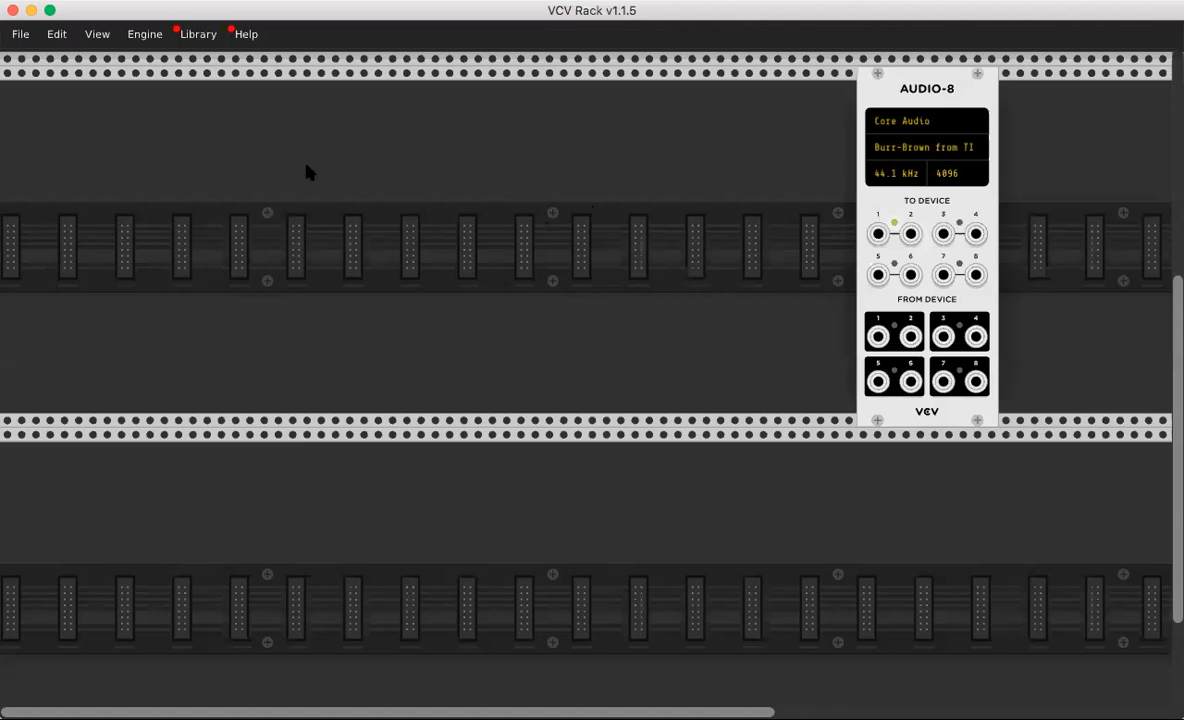 VCV Rack v1.1.5
File Edit View Engine Library Help
AUDIO-8
Core Audio
Burr-Brown from TI
44.1 kHz 4096
TO DEVICE
1 2 3 4
5 6 7 8
FROM DEVICE
1 2 3 4
5 6 7 8
VCV